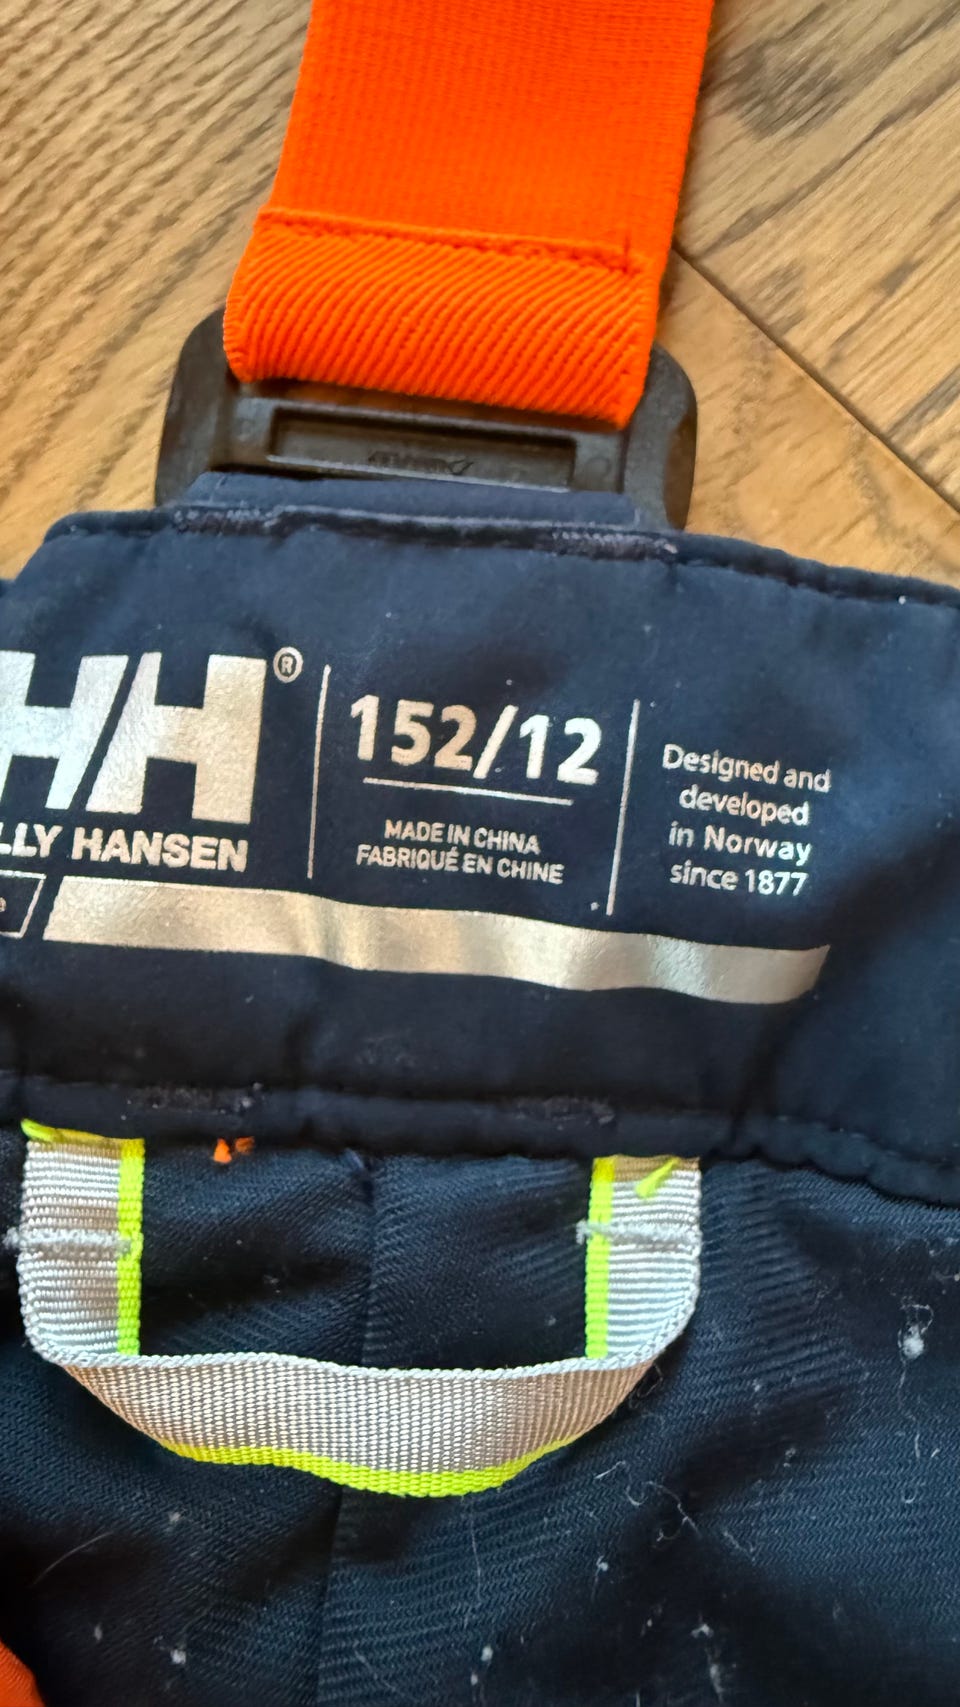 HH®
LLY HANSEN
e
152/12
MADE IN CHINA
FABRIQUÉ EN CHINE
Designed and
developed
in Norway
since 1877